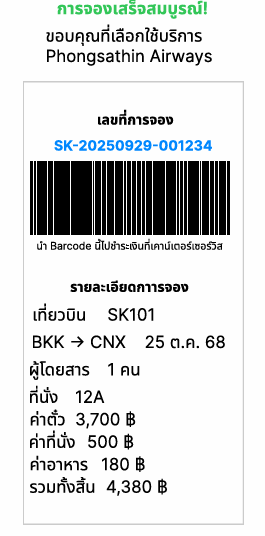 การจองเสร็จสมบูรณ์!
ขอบคุณที่เลือกใช้บริการ
Phongsathin Airways
เลขที่การจอง
SK-20250929-001234
นำ Barcode นี้ไปชำระเงินที่เคาน์เตอร์เซอร์วิส
รายละเอียดกาารจอง
เที่ยวบิน SK101
BKK → CNX 25 ต.ค. 68
ผู้โดยสาร 1 คน
ที่นั่ง 12A
ค่าตั๋ว 3,700 ฿
ค่าที่นั่ง 500 ฿
ค่าอาหาร 180 ฿
รวมทั้งสิ้น 4,380 ฿